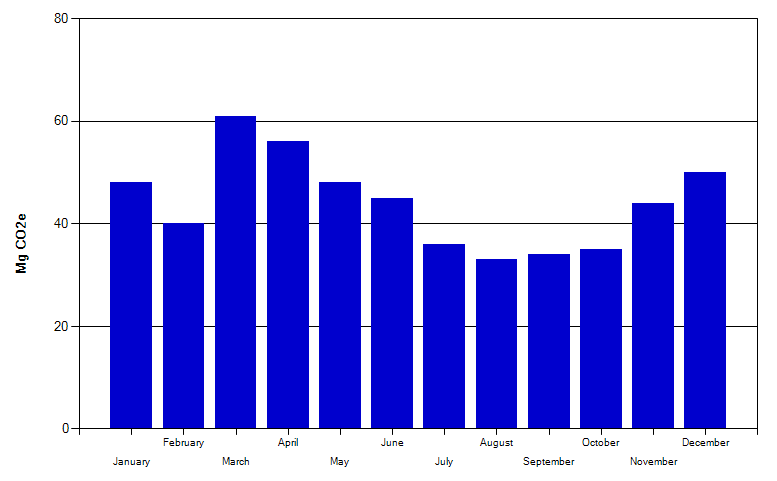 80
60
40
20
0
Mg CO2e
February April June August October December
January March May July September November